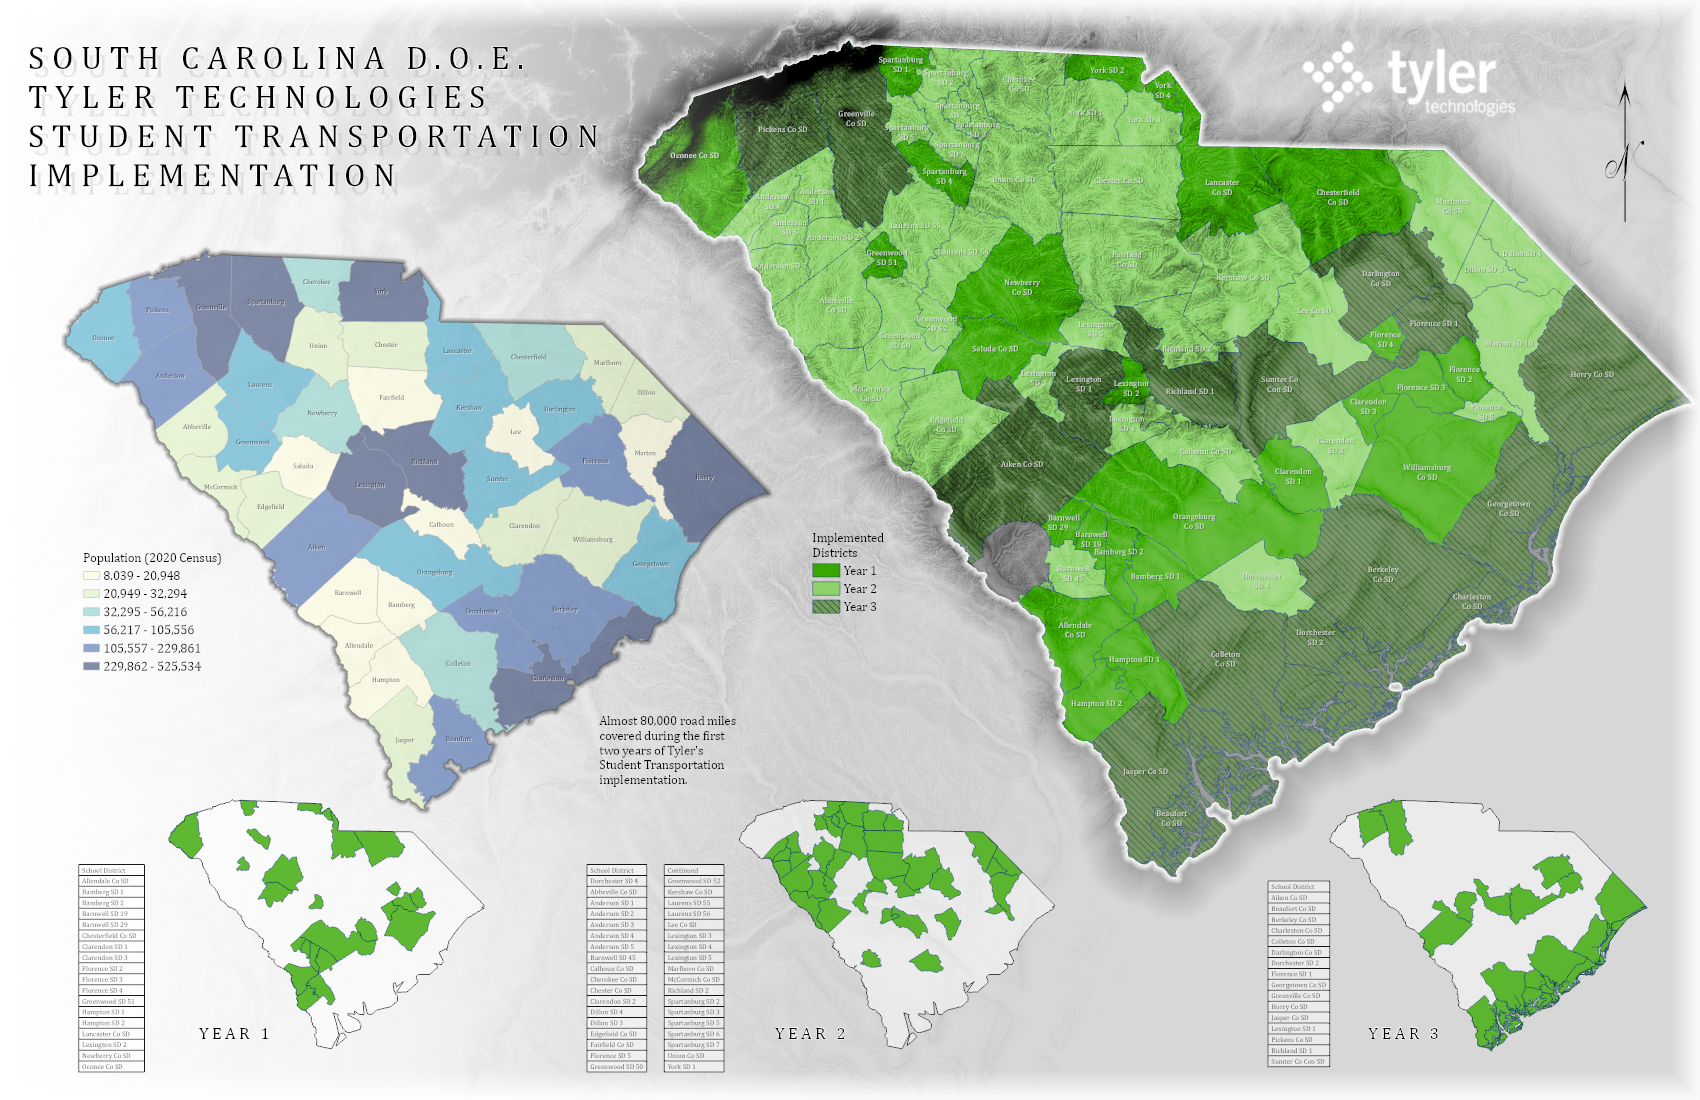 SOUTH CAROLINA D.O.E.
TYLER TECHNOLOGIES
STUDENT TRANSPORTATION
IMPLEMENTATION
tyler
technologies
N
Oconee
Pickens
Greenville
Spartanburg
Cherokee
York
Anderson
Laurens
Union
Chester
Lancaster
Chesterfield
Marlboro
Dillon
Abbeville
Greenwood
Newberry
Fairfield
Kershaw
Darlington
Lee
Saluda
McCormick
Edgefield
Lexington
Richland
Sumter
Florence
Marion
Horry
Calhoun
Clarendon
Williamsburg
Georgetown
Aiken
Orangeburg
Barnwell
Bamberg
Dorchester
Berkeley
Allendale
Colleton
Hampton
Charleston
Jasper
Beaufort
Population (2020 Census)
8,039 - 20,948
20,949 - 32,294
32,295 - 56,216
56,217 - 105,556
105,557 - 229,861
229,862 - 525,534
Almost 80,000 road miles
covered during the first
two years of Tyler's
Student Transportation
implementation.
Implemented
Districts
Year 1
Year 2
Year 3
Spartanburg
SD 1
Spartanburg
SD 2
Cherokee
Co SD
York SD 2
York
SD 4
Pickens Co SD
Greenville
Co SD
Spartanburg
Spartanburg
SD 5
Spartanburg
Spartanburg
SD 6
York SD 1
York SD 3
Oconee Co SD
Spartanburg
SD 4
Union Co SD
Chester Co SD
Lancaster
Co SD
Chesterfield
Co SD
Marlboro
Co SD
Anderson
SD 4
Anderson
SD 1
Anderson
SD 5
Anderson SD 2
Anderson SD 3
Laurens SD 55
Laurens SD 56
Greenwood
SD 51
Fairfield
Co SD
Kershaw Co SD
Darlington
Co SD
Dillon SD 4
Dillon SD 3
Newberry
Co SD
Abbeville
Co SD
Greenwood
SD 52
Greenwood
SD 50
Saluda Co SD
Lexington
SD 5
Richland SD 2
Lee Co SD
Florence SD 1
Florence
SD 4
Marion SD 10
McCormick
Co SD
Lexington
SD 3
Lexington
SD 1
Lexington
SD 2
Richland SD 1
Sumter Co
Con SD
Florence SD 3
Florence
SD 2
Horry Co SD
Edgefield
Co SD
Lexington
SD 4
Clarendon
SD 3
Florence
SD 5
Aiken Co SD
Calhoun Co SD
Clarendon
SD 2
Clarendon
SD 1
Williamsburg
Co SD
Georgetown
Co SD
Barnwell
SD 29
Barnwell
SD 19
Orangeburg
Co SD
Bamberg SD 2
Barnwell
SD 45
Bamberg SD 1
Dorchester
SD 4
Berkeley
Co SD
Charleston
Co SD
Allendale
Co SD
Dorchester
SD 2
Hampton SD 1
Colleton
Co SD
Hampton SD 2
Jasper Co SD
Beaufort
Co SD
School District
Allendale Co SD
Bamberg SD 1
Bamberg SD 2
Barnwell SD 19
Barnwell SD 29
Chesterfield Co SD
Clarendon SD 1
Clarendon SD 3
Florence SD 2
Florence SD 3
Florence SD 4
Greenwood SD 51
Hampton SD 1
Hampton SD 2
Lancaster Co SD
Lexington SD 2
Newberry Co SD
Oconee Co SD
YEAR 1
School District
Dorchester SD 4
Abbeville Co SD
Anderson SD 1
Anderson SD 2
Anderson SD 3
Anderson SD 4
Anderson SD 5
Barnwell SD 45
Calhoun Co SD
Cherokee Co SD
Chester Co SD
Clarendon SD 2
Dillon SD 4
Dillon SD 3
Edgefield Co SD
Fairfield Co SD
Florence SD 5
Greenwood SD 50
Continued
Greenwood SD 52
Kershaw Co SD
Laurens SD 55
Laurens SD 56
Lee Co SD
Lexington SD 3
Lexington SD 4
Lexington SD 5
Marlboro Co SD
McCormick Co SD
Richland SD 2
Spartanburg SD 2
Spartanburg SD 3
Spartanburg SD 5
Spartanburg SD 6
Spartanburg SD 7
Union Co SD
York SD 1
YEAR 2
School District
Aiken Co SD
Beaufort Co SD
Berkeley Co SD
Charleston Co SD
Colleton Co SD
Darlington Co SD
Dorchester SD 2
Florence SD 1
Georgetown Co SD
Greenville Co SD
Horry Co SD
Jasper Co SD
Lexington SD 1
Pickens Co SD
Richland SD 1
Sumter Co Con SD
YEAR 3